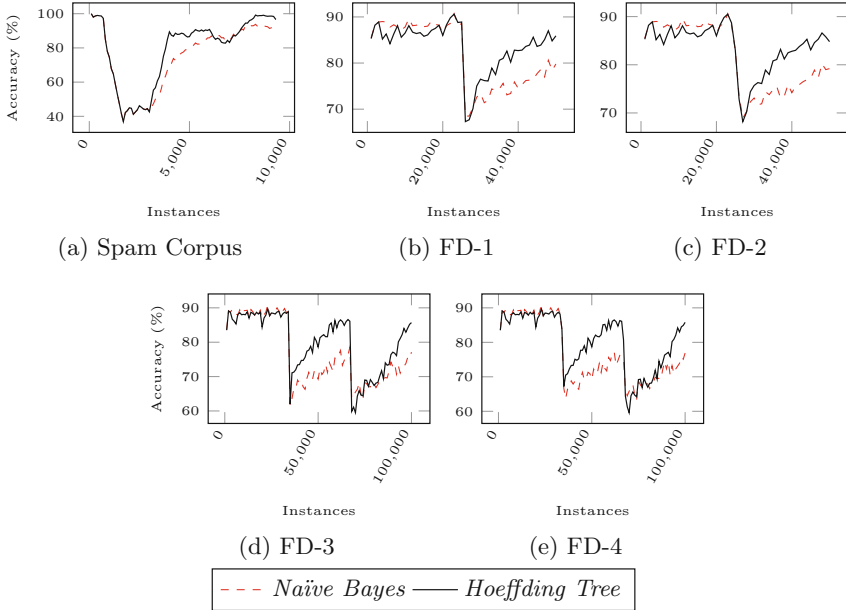 Accuracy (%)
100
80
60
40
0
5,000
10,000
Instances
(a) Spam Corpus
90
80
70
0
20,000
40,000
Instances
(b) FD-1
90
80
70
0
20,000
40,000
Instances
(c) FD-2
Accuracy (%)
90
80
70
60
0
50,000
100,000
Instances
(d) FD-3
90
80
70
60
0
50,000
100,000
Instances
(e) FD-4
Naïve Bayes Hoeffding Tree